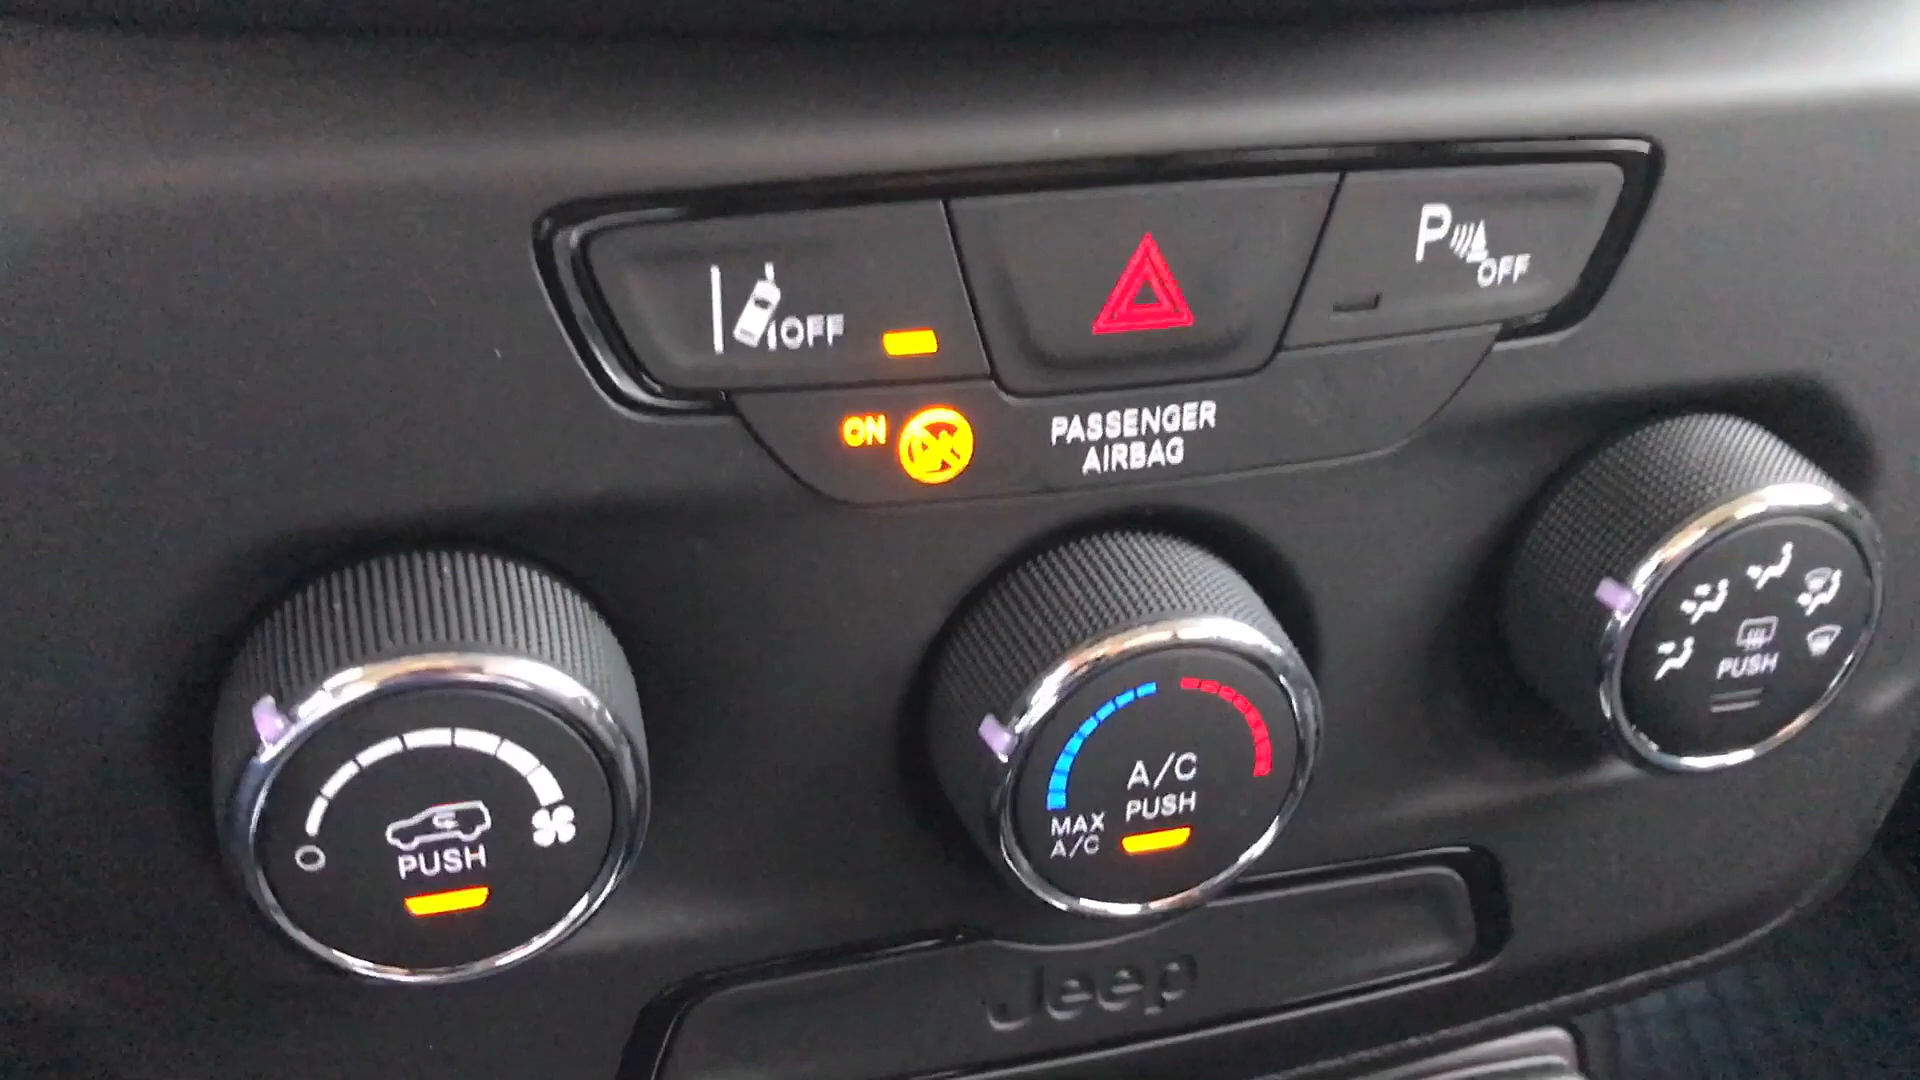 OFF
P
OFF
ON
PASSENGER
AIRBAG
PUSH
A/C
PUSH
MAX
A/C
PUSH
Jeep